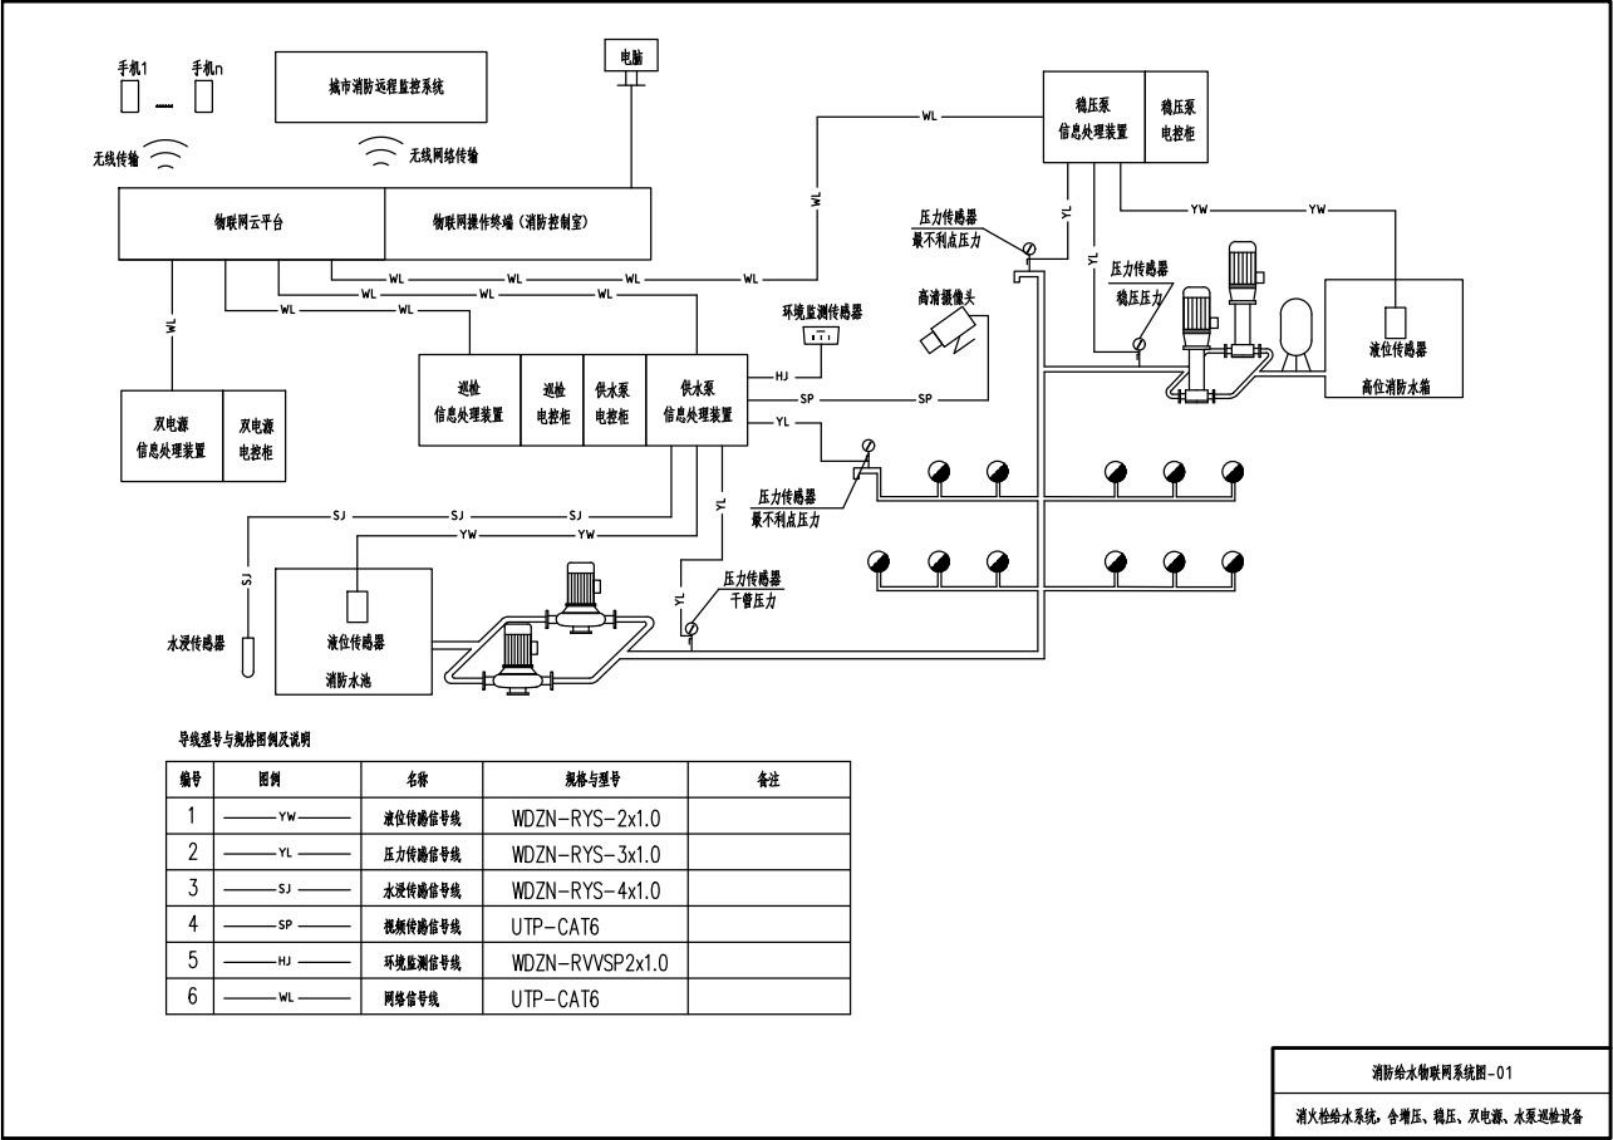 手机1
手机n
城市消防远程监控系统
电脑
无线传输
无线网络传输
物联网云平台
物联网操作终端（消防控制室）
稳压泵
信息处理装置
稳压泵
电控柜
WL
WL
YL
YL
YW
YW
压力传感器
最不利点压力
压力传感器
稳压压力
液位传感器
高位消防水箱
WL
WL
WL
WL
WL
WL
WL
WL
WL
WL
环境监测传感器
高清摄像头
双电源
信息处理装置
双电源
电控柜
巡检
信息处理装置
巡检
电控柜
供水泵
电控柜
供水泵
信息处理装置
HJ
SP
SP
YL
压力传感器
最不利点压力
SJ
SJ
SJ
YW
YW
YL
SJ
YL
压力传感器
干管压力
水浸传感器
液位传感器
消防水池
导线型号与规格图例及说明
编号 图例 名称 规格与型号 备注
1 YW 液位传感信号线 WDZN-RYS-2x1.0
2 YL 压力传感信号线 WDZN-RYS-3x1.0
3 SJ 水浸传感信号线 WDZN-RYS-4x1.0
4 SP 视频传感信号线 UTP-CAT6
5 HJ 环境监测信号线 WDZN-RVVSP2x1.0
6 WL 网络信号线 UTP-CAT6
消防给水物联网系统图-01
消火栓给水系统，含增压、稳压、双电源、水泵巡检设备